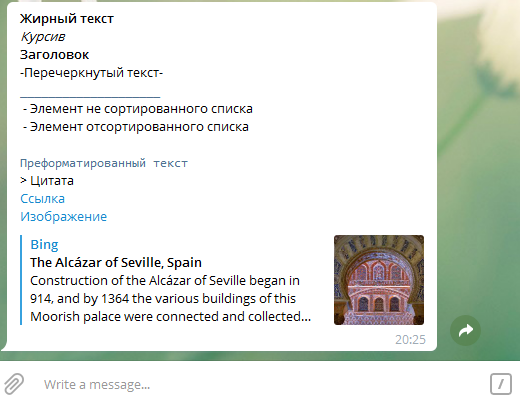 Жирный текст
Курсив
Заголовок
-Перечеркнутый текст-
____________________
- Элемент не сортированного списка
- Элемент отсортированного списка
Преформатированный текст
> Цитата
Ссылка
Изображение
Bing
The Alcázar of Seville, Spain
Construction of the Alcázar of Seville began in
914, and by 1364 the various buildings of this
Moorish palace were connected and collected...
20:25
Write a message...
/